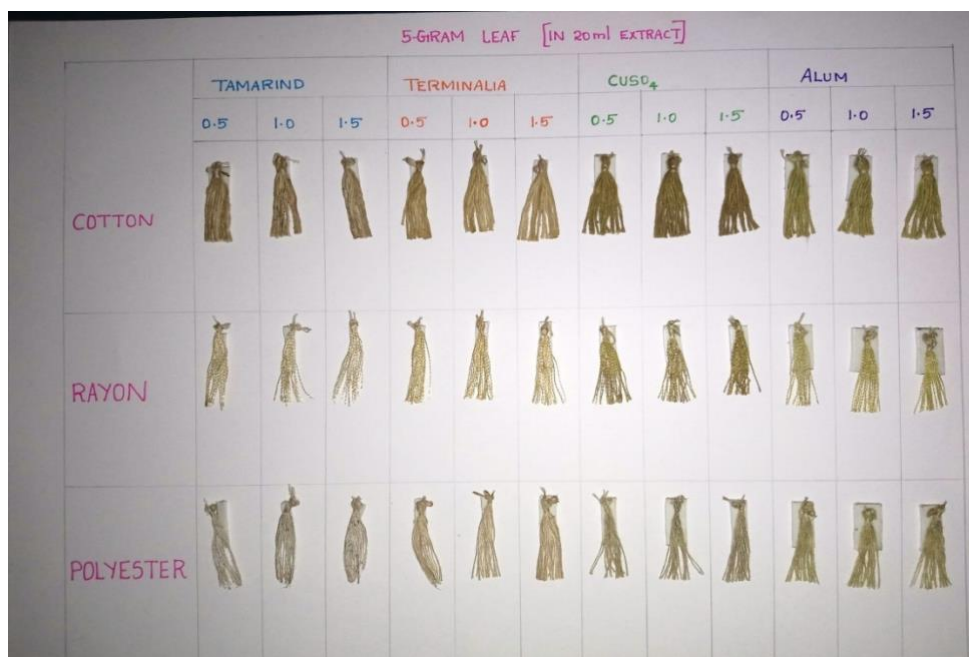 5-GRAM LEAF [IN 20ml EXTRACT]
TAMARIND TERMINALIA CUSO₄ ALUM
0.5 1.0 1.5 0.5 1.0 1.5 0.5 1.0 1.5 0.5 1.0 1.5
COTTON
RAYON
POLYESTER